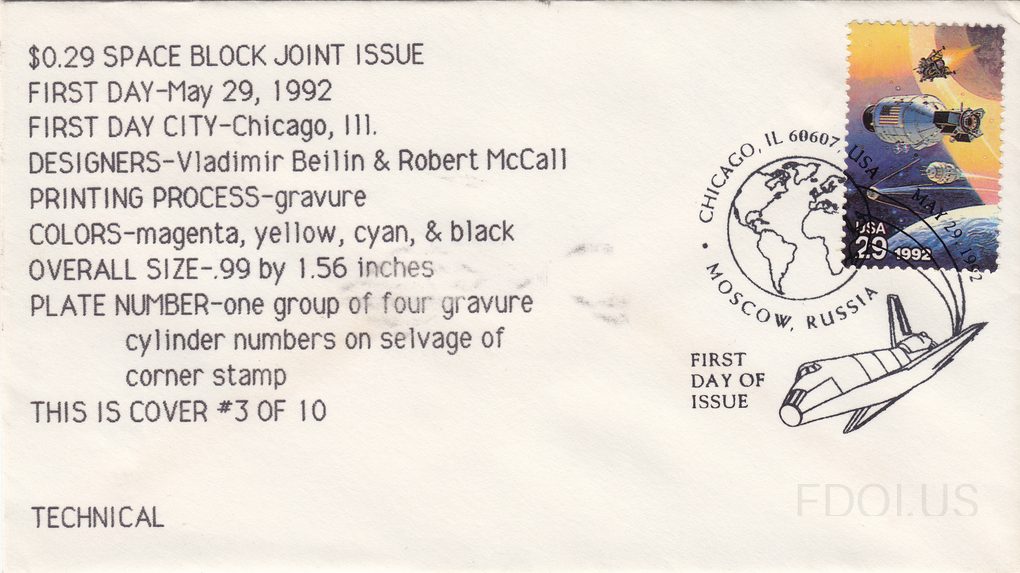 $0.29 SPACE BLOCK JOINT ISSUE
FIRST DAY-May 29, 1992
FIRST DAY CITY-Chicago, Ill.
DESIGNERS-Vladimir Beilin & Robert McCall
PRINTING PROCESS-gravure
COLORS-magenta, yellow, cyan, & black
OVERALL SIZE-.99 by 1.56 inches
PLATE NUMBER-one group of four gravure
cylinder numbers on selvage of
corner stamp
THIS IS COVER #3 OF 10
TECHNICAL
CHICAGO, IL 60607, USA MAY 29, 1992
• MOSCOW, RUSSIA
USA
29 1992
FIRST
DAY OF
ISSUE
FDOI.US